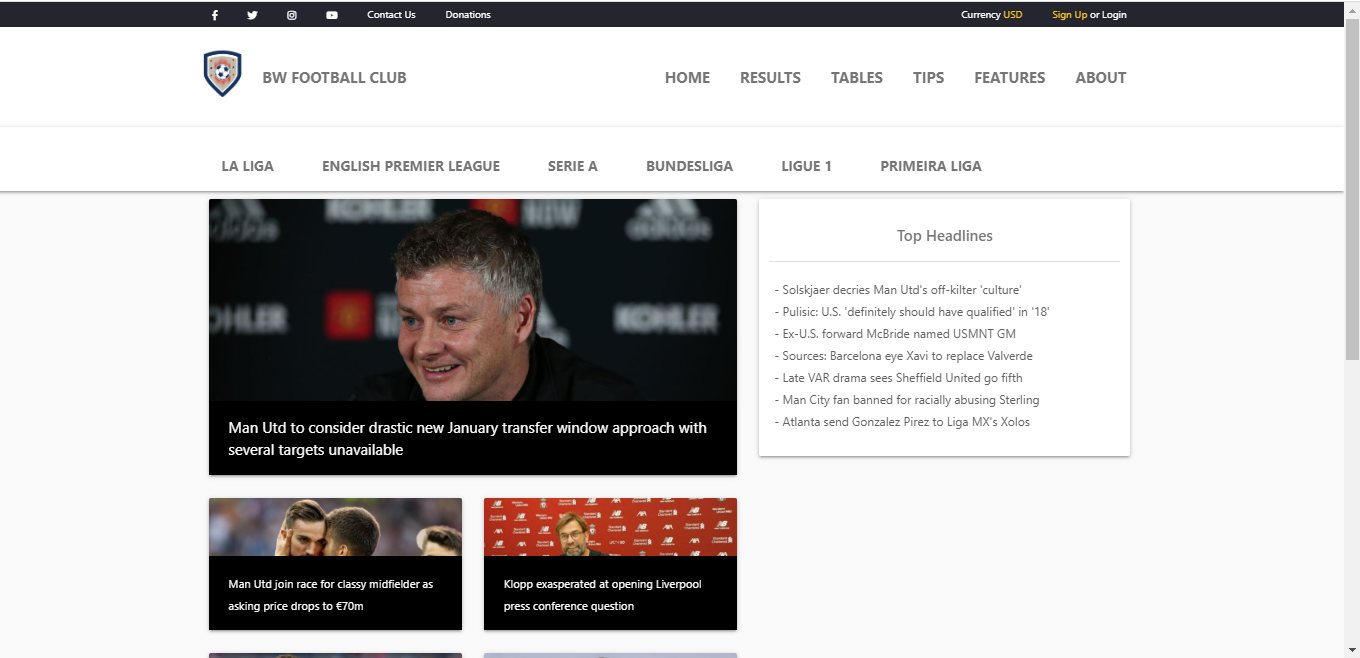 Contact Us Donations Currency USD Sign Up or Login
BW FOOTBALL CLUB HOME RESULTS TABLES TIPS FEATURES ABOUT
LA LIGA ENGLISH PREMIER LEAGUE SERIE A BUNDESLIGA LIGUE 1 PRIMEIRA LIGA
KOHLER
adidas
KOHLER
KOHLER
Man Utd to consider drastic new January transfer window approach with
several targets unavailable
Top Headlines
- Solskjaer decries Man Utd's off-kilter 'culture'
- Pulisic: U.S. 'definitely should have qualified' in '18'
- Ex-U.S. forward McBride named USMNT GM
- Sources: Barcelona eye Xavi to replace Valverde
- Late VAR drama sees Sheffield United go fifth
- Man City fan banned for racially abusing Sterling
- Atlanta send Gonzalez Pirez to Liga MX's Xolos
Man Utd join race for classy midfielder as
asking price drops to €70m
Klopp exasperated at opening Liverpool
press conference question